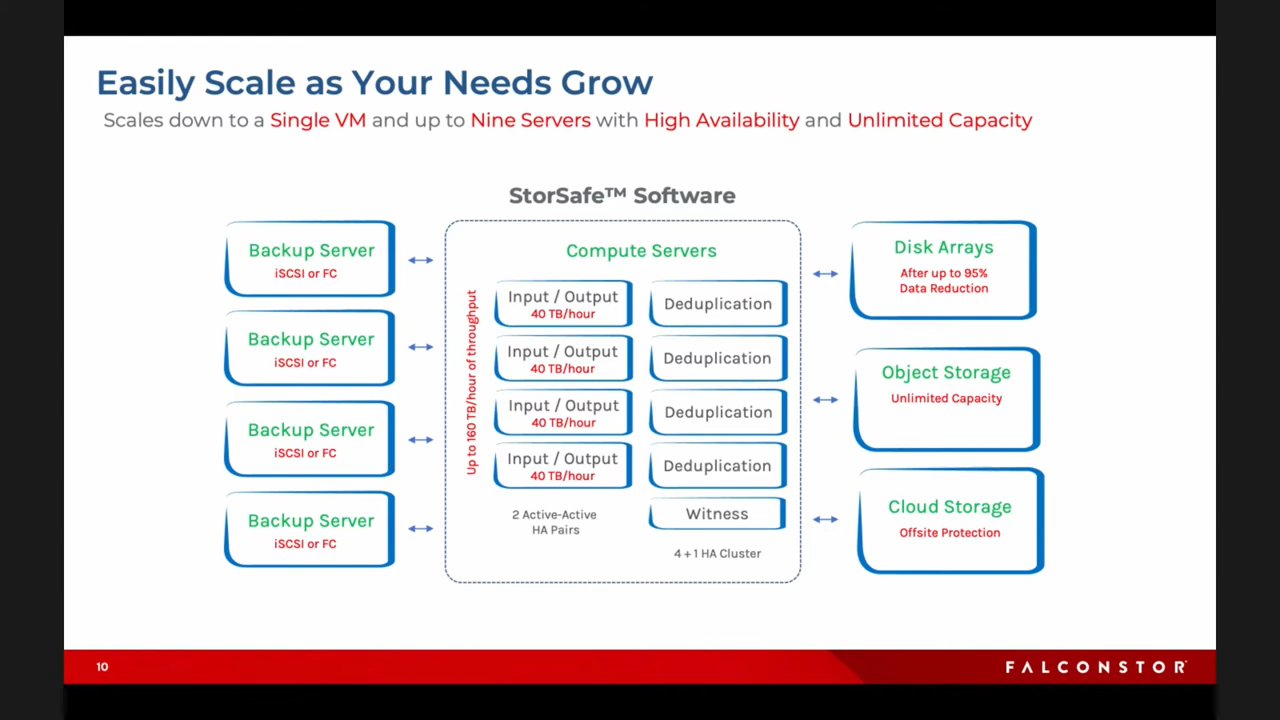 Easily Scale as Your Needs Grow
Scales down to a Single VM and up to Nine Servers with High Availability and Unlimited Capacity
StorSafe™ Software
Backup Server
iSCSI or FC
Backup Server
iSCSI or FC
Backup Server
iSCSI or FC
Backup Server
iSCSI or FC
Compute Servers
Up to 160 TB/hour of throughput
Input / Output
40 TB/hour
Input / Output
40 TB/hour
Input / Output
40 TB/hour
Input / Output
40 TB/hour
2 Active-Active
HA Pairs
Deduplication
Deduplication
Deduplication
Deduplication
Witness
4 + 1 HA Cluster
Disk Arrays
After up to 95%
Data Reduction
Object Storage
Unlimited Capacity
Cloud Storage
Offsite Protection
10
FALCONSTOR